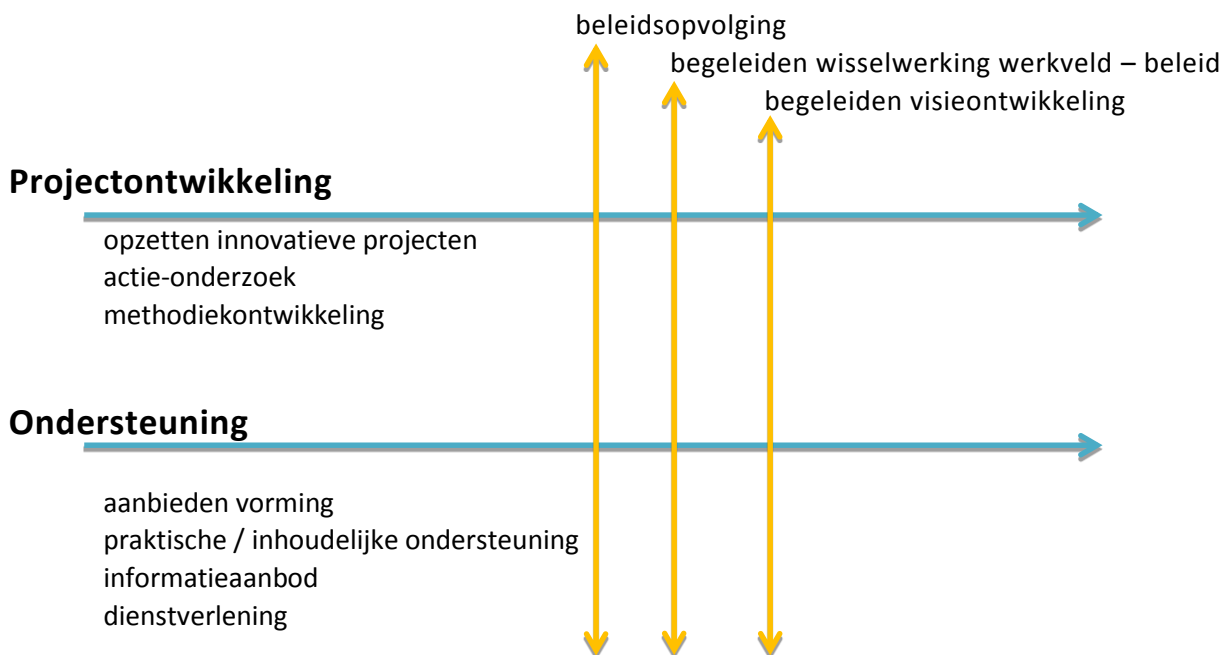 beleidsopvolging
begeleiden wisselwerking werkveld – beleid
begeleiden visieontwikkeling
Projectontwikkeling
opzetten innovatieve projecten
actie-onderzoek
methodiekontwikkeling
Ondersteuning
aanbieden vorming
praktische / inhoudelijke ondersteuning
informatieaanbod
dienstverlening